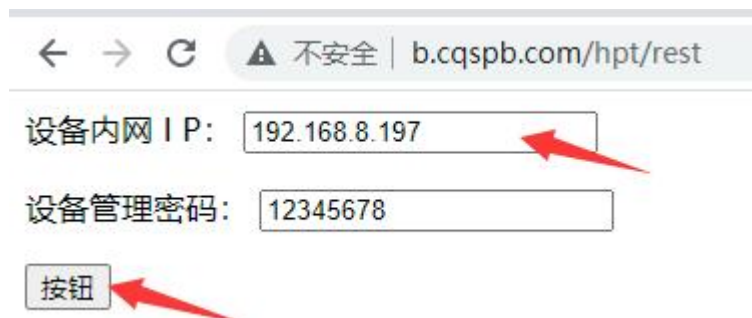 不安全 | b.cqspb.com/hpt/rest
设备内网 I P： 192.168.8.197
设备管理密码： 12345678
按钮